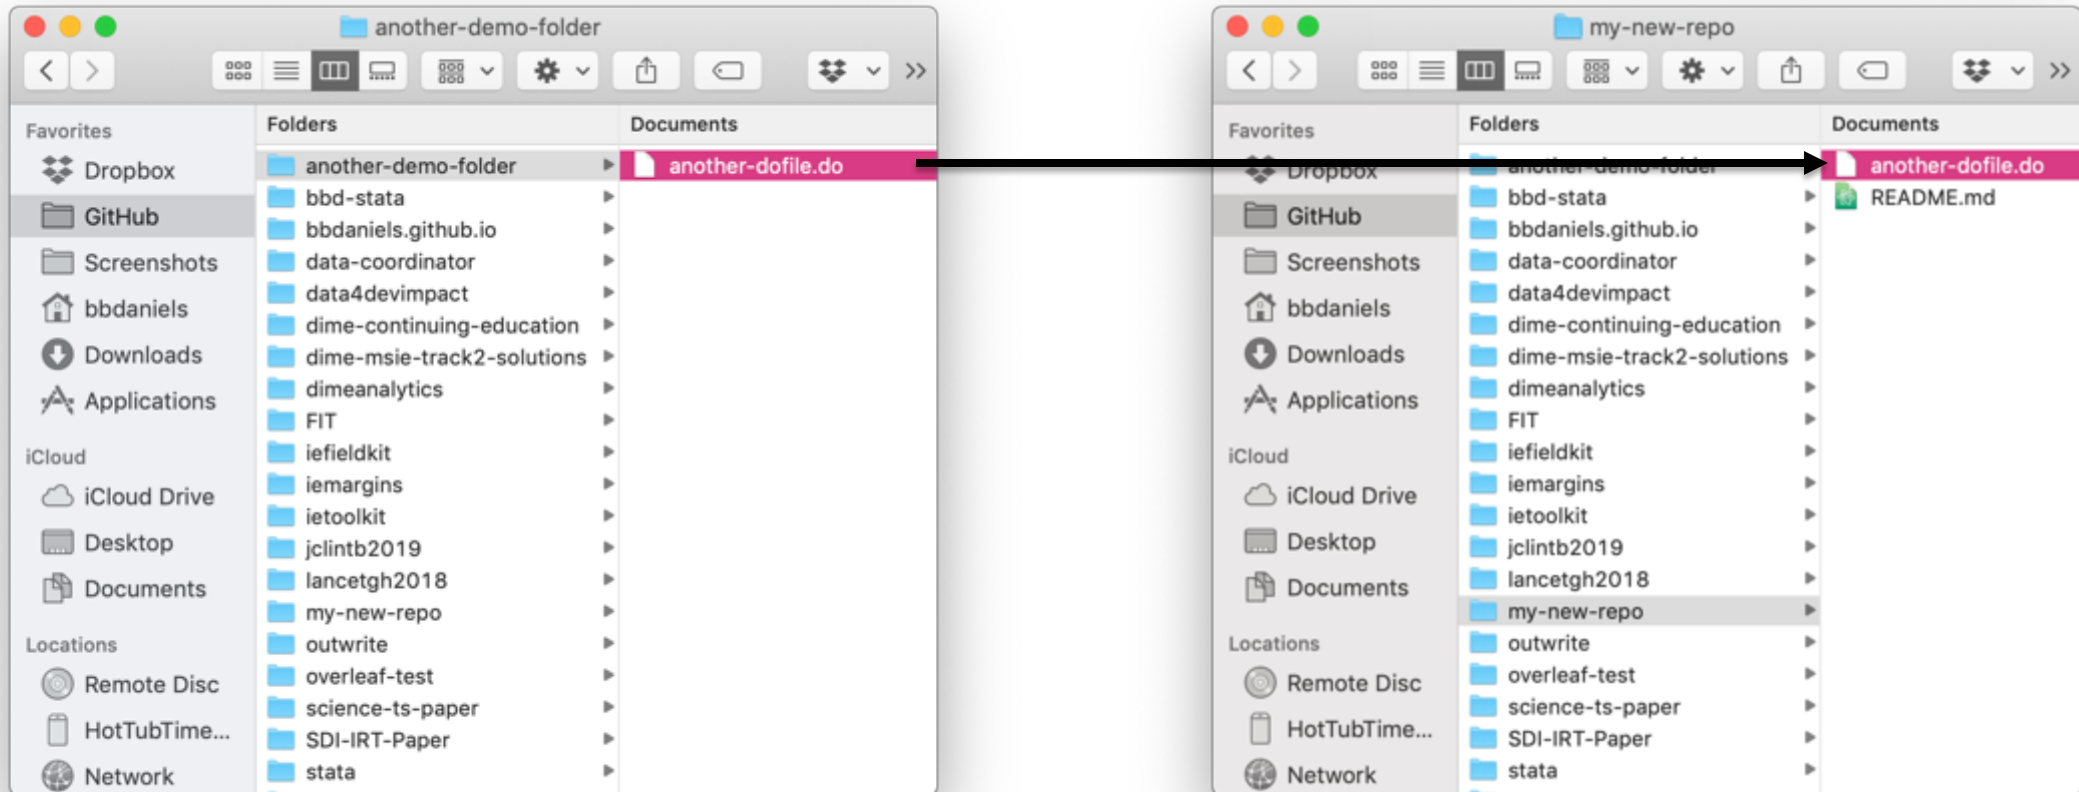 another-demo-folder
Favorites
Dropbox
GitHub
Screenshots
bbdaniels
Downloads
Applications
iCloud
iCloud Drive
Desktop
Documents
Locations
Remote Disc
HotTubTime...
Network
Folders
another-demo-folder
bbd-stata
bbdaniels.github.io
data-coordinator
data4devimpact
dime-continuing-education
dime-msie-track2-solutions
dimeanalytics
FIT
iefieldkit
iemargins
ietoolkit
jclintb2019
lancetgh2018
my-new-repo
outwrite
overleaf-test
science-ts-paper
SDI-IRT-Paper
stata
Documents
another-dofile.do
my-new-repo
Favorites
Dropbox
GitHub
Screenshots
bbdaniels
Downloads
Applications
iCloud
iCloud Drive
Desktop
Documents
Locations
Remote Disc
HotTubTime...
Network
Folders
another-demo-folder
bbd-stata
bbdaniels.github.io
data-coordinator
data4devimpact
dime-continuing-education
dime-msie-track2-solutions
dimeanalytics
FIT
iefieldkit
iemargins
ietoolkit
jclintb2019
lancetgh2018
my-new-repo
outwrite
overleaf-test
science-ts-paper
SDI-IRT-Paper
stata
Documents
another-dofile.do
README.md